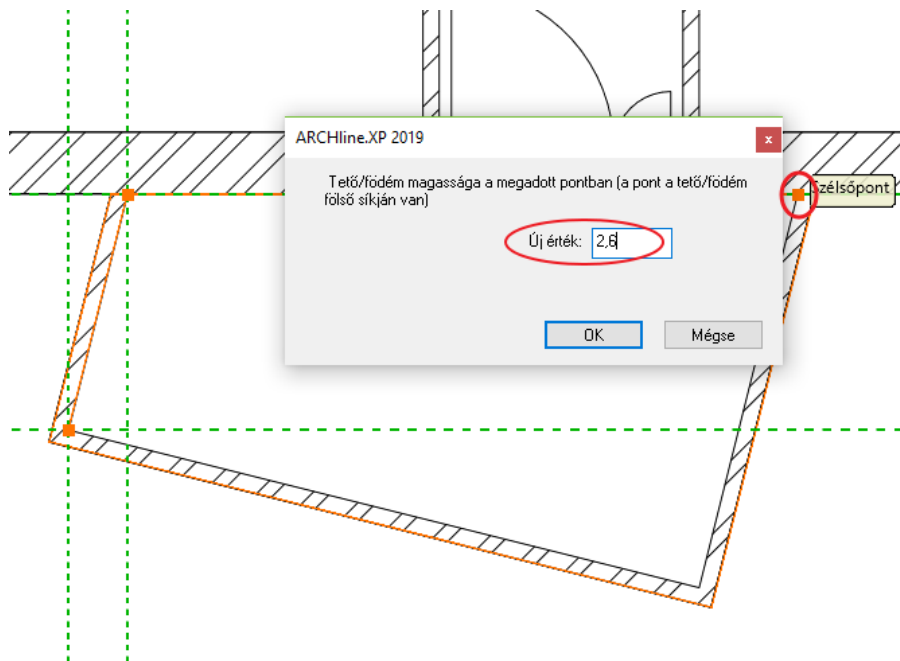 ARCHline.XP 2019
x
Tető/födém magassága a megadott pontban (a pont a tető/födém
fölső síkján van)
Szélsőpont
Új érték: 2,6
OK Mégse